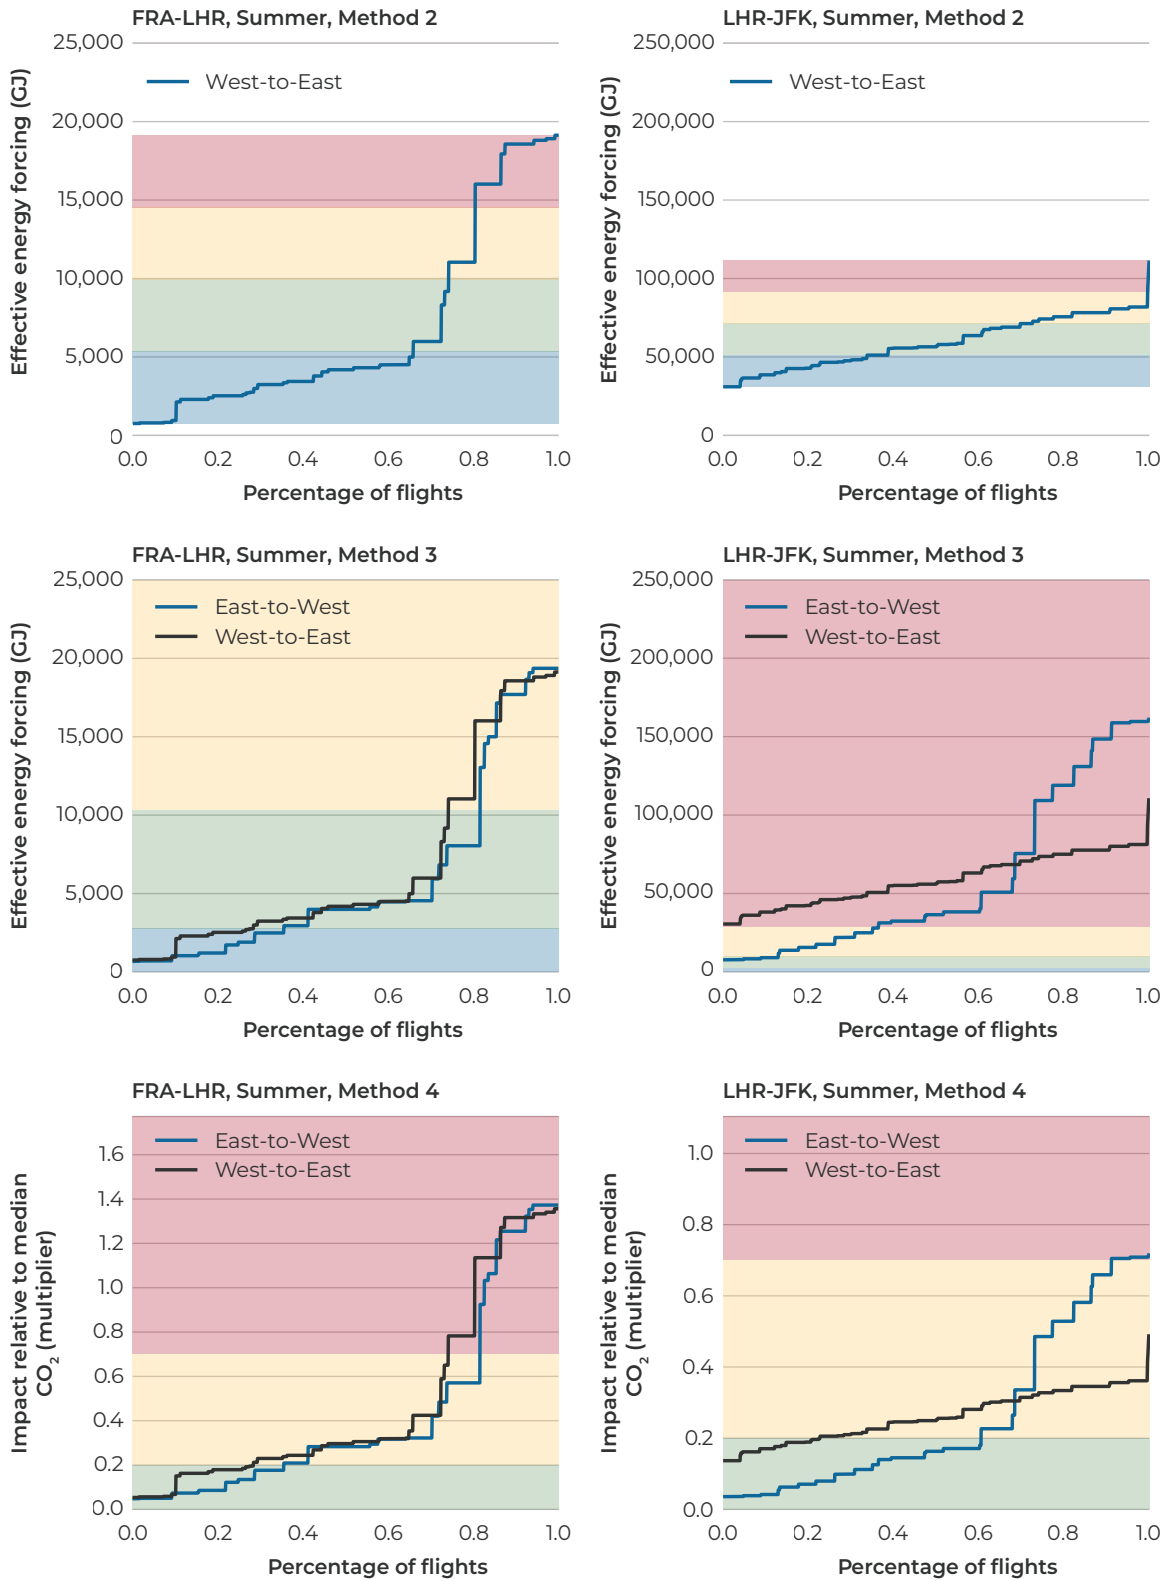 FRA-LHR, Summer, Method 2
25,000
20,000
15,000
10,000
5,000
0
Effective energy forcing (GJ)
West-to-East
0.0 0.2 0.4 0.6 0.8 1.0
Percentage of flights
LHR-JFK, Summer, Method 2
250,000
200,000
150,000
100,000
50,000
0
Effective energy forcing (GJ)
West-to-East
0.0 0.2 0.4 0.6 0.8 1.0
Percentage of flights
FRA-LHR, Summer, Method 3
25,000
20,000
15,000
10,000
5,000
0
Effective energy forcing (GJ)
East-to-West
West-to-East
0.0 0.2 0.4 0.6 0.8 1.0
Percentage of flights
LHR-JFK, Summer, Method 3
250,000
200,000
150,000
100,000
50,000
0
Effective energy forcing (GJ)
East-to-West
West-to-East
0.0 0.2 0.4 0.6 0.8 1.0
Percentage of flights
FRA-LHR, Summer, Method 4
1.6
1.4
1.2
1.0
0.8
0.6
0.4
0.2
0.0
Impact relative to median
CO₂ (multiplier)
East-to-West
West-to-East
0.0 0.2 0.4 0.6 0.8 1.0
Percentage of flights
LHR-JFK, Summer, Method 4
1.0
0.8
0.6
0.4
0.2
0.0
Impact relative to median
CO₂ (multiplier)
East-to-West
West-to-East
0.0 0.2 0.4 0.6 0.8 1.0
Percentage of flights